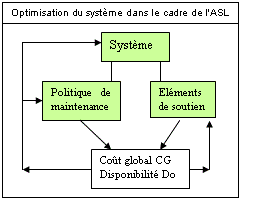 Optimisation du système dans le cadre de l'ASL
Système
Politique de
maintenance
Eléments
de soutien
Coût global CG
Disponibilité Do